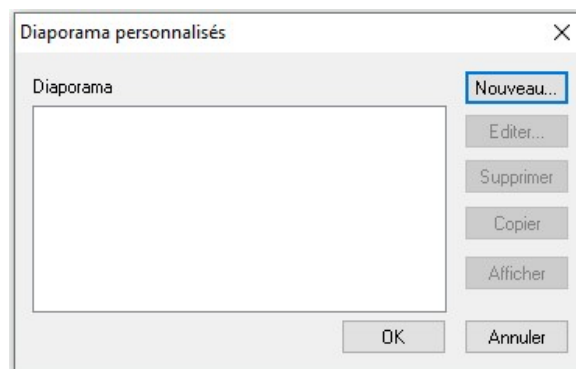 Diaporama personnalisés
Diaporama
Nouveau...
Editer...
Supprimer
Copier
Afficher
OK
Annuler